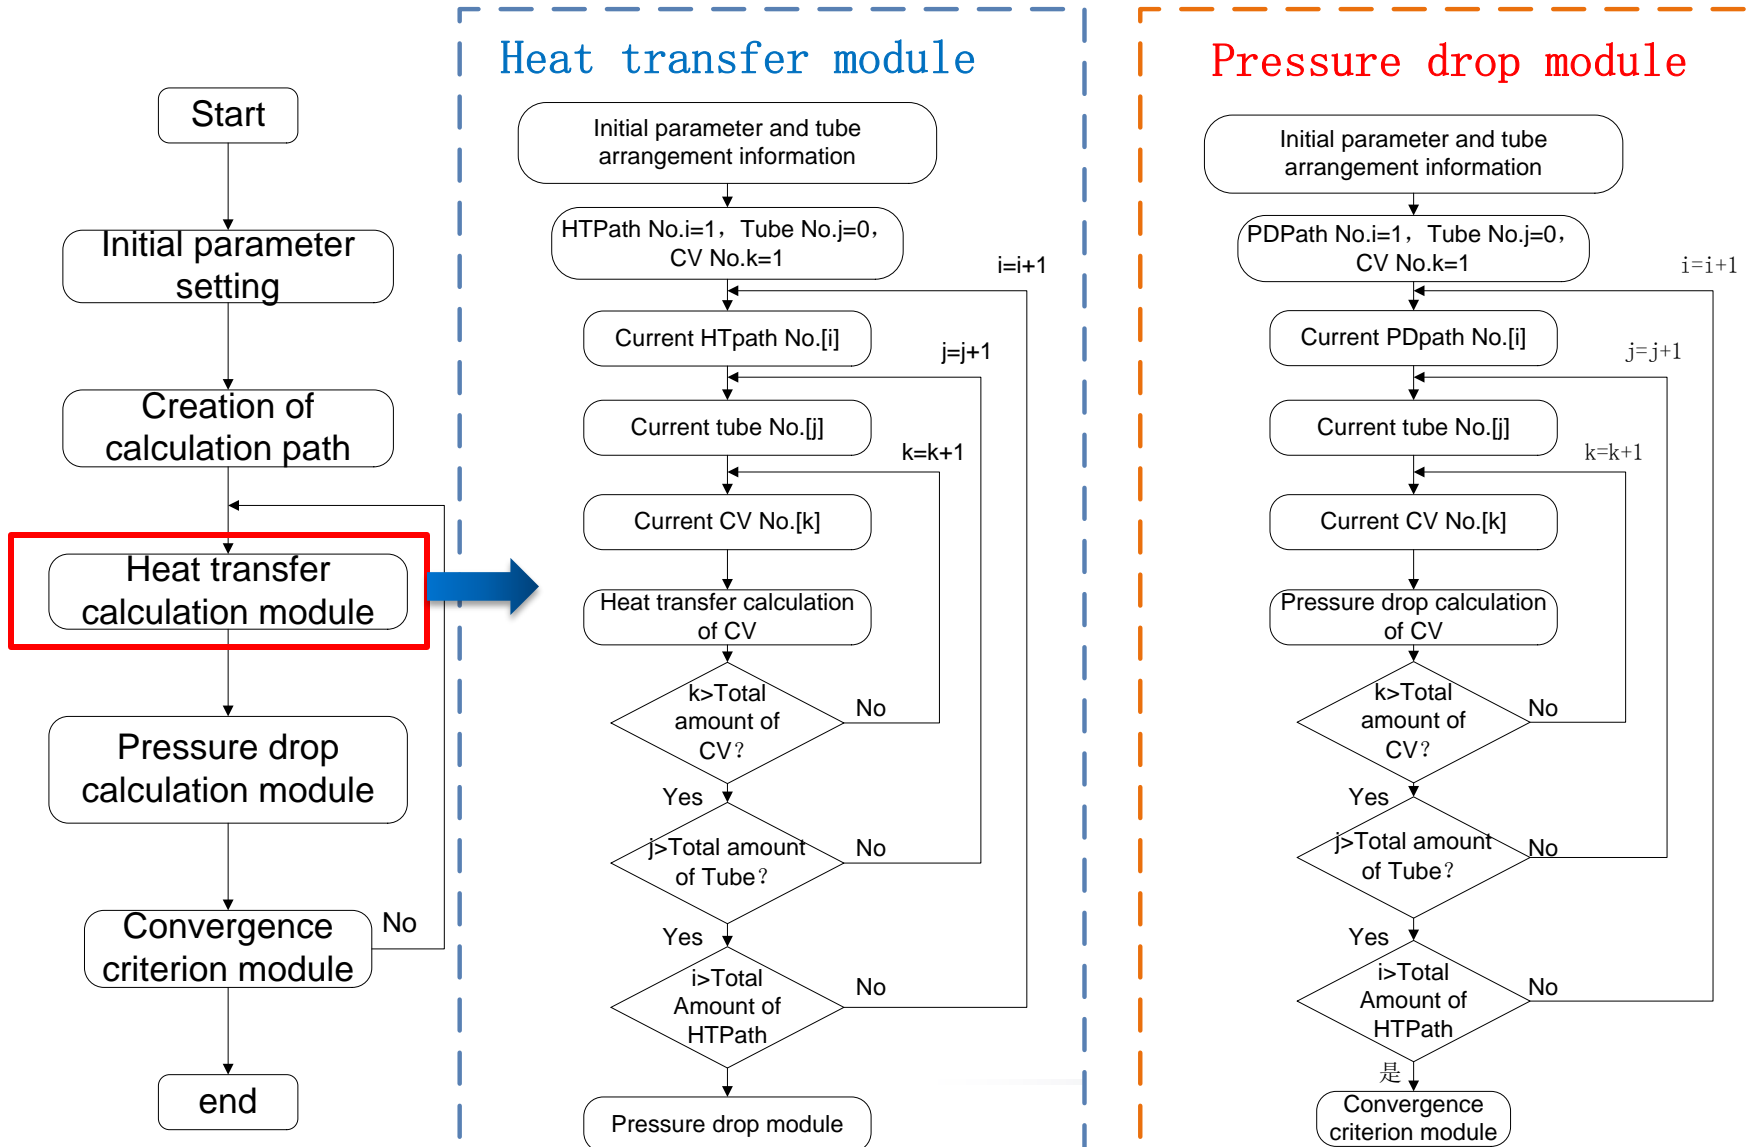 Start
Initial parameter
setting
Creation of
calculation path
Heat transfer
calculation module
Pressure drop
calculation module
Convergence
criterion module
No
end
Heat transfer module
Initial parameter and tube
arrangement information
HTPath No.i=1， Tube No.j=0，
CV No.k=1
i=i+1
Current HTpath No.[i]
j=j+1
Current tube No.[j]
k=k+1
Current CV No.[k]
Heat transfer calculation
of CV
k>Total
amount of
CV？
No
Yes
j>Total amount
of Tube？
No
Yes
i>Total
Amount of
HTPath
No
Pressure drop module
Pressure drop module
Initial parameter and tube
arrangement information
PDPath No.i=1， Tube No.j=0，
CV No.k=1
i=i+1
Current PDpath No.[i]
j=j+1
Current tube No.[j]
k=k+1
Current CV No.[k]
Pressure drop calculation
of CV
k>Total
amount of
CV？
No
Yes
j>Total amount
of Tube？
No
Yes
i>Total
Amount of
HTPath
No
是
Convergence
criterion module